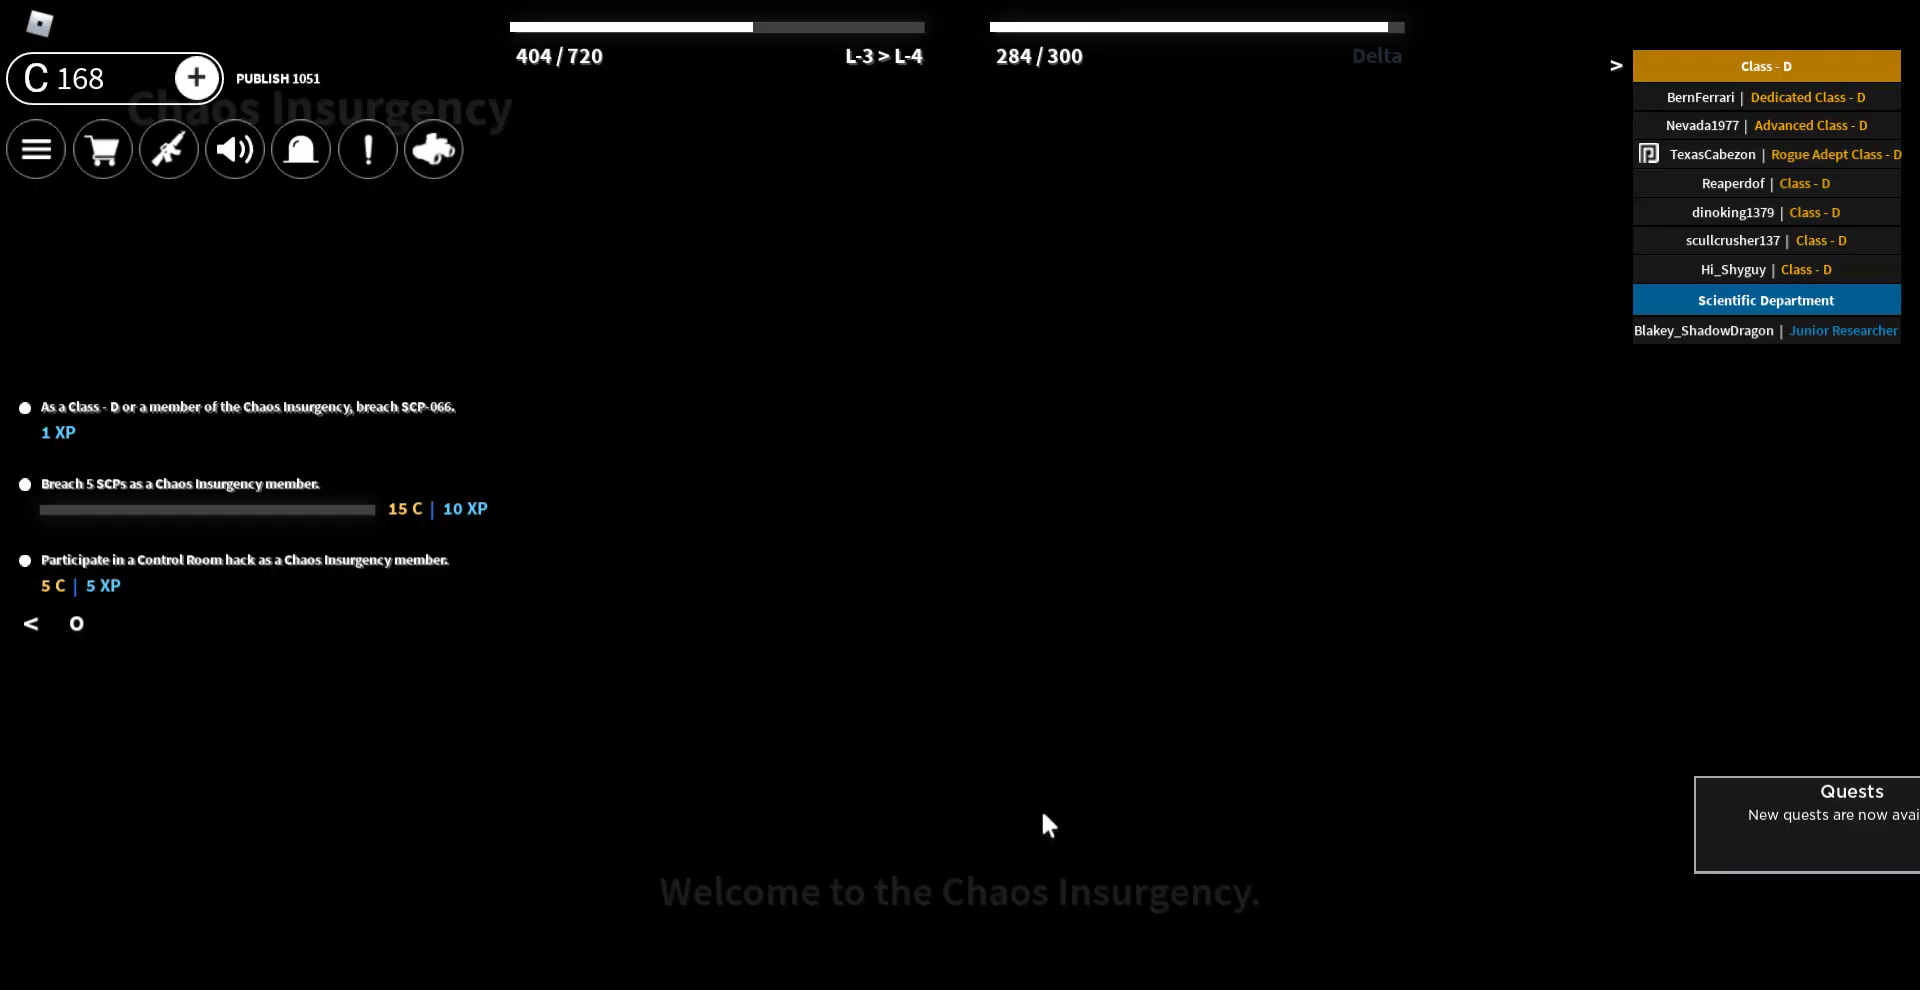 C 168 +
PUBLISH 1051
Chaos Insurgency
404 / 720
L-3 > L-4
284 / 300
Delta
>
Class - D
BernFerrari | Dedicated Class - D
Nevada1977 | Advanced Class - D
TexasCabezon | Rogue Adept Class - D
Reaperdof | Class - D
dinoking1379 | Class - D
scullcrusher137 | Class - D
Hi_Shyguy | Class - D
Scientific Department
Blakey_ShadowDragon | Junior Researcher
As a Class - D or a member of the Chaos Insurgency, breach SCP-066.
1 XP
Breach 5 SCPs as a Chaos Insurgency member.
15 C | 10 XP
Participate in a Control Room hack as a Chaos Insurgency member.
5 C | 5 XP
< O
Quests
New quests are now avai
Welcome to the Chaos Insurgency.